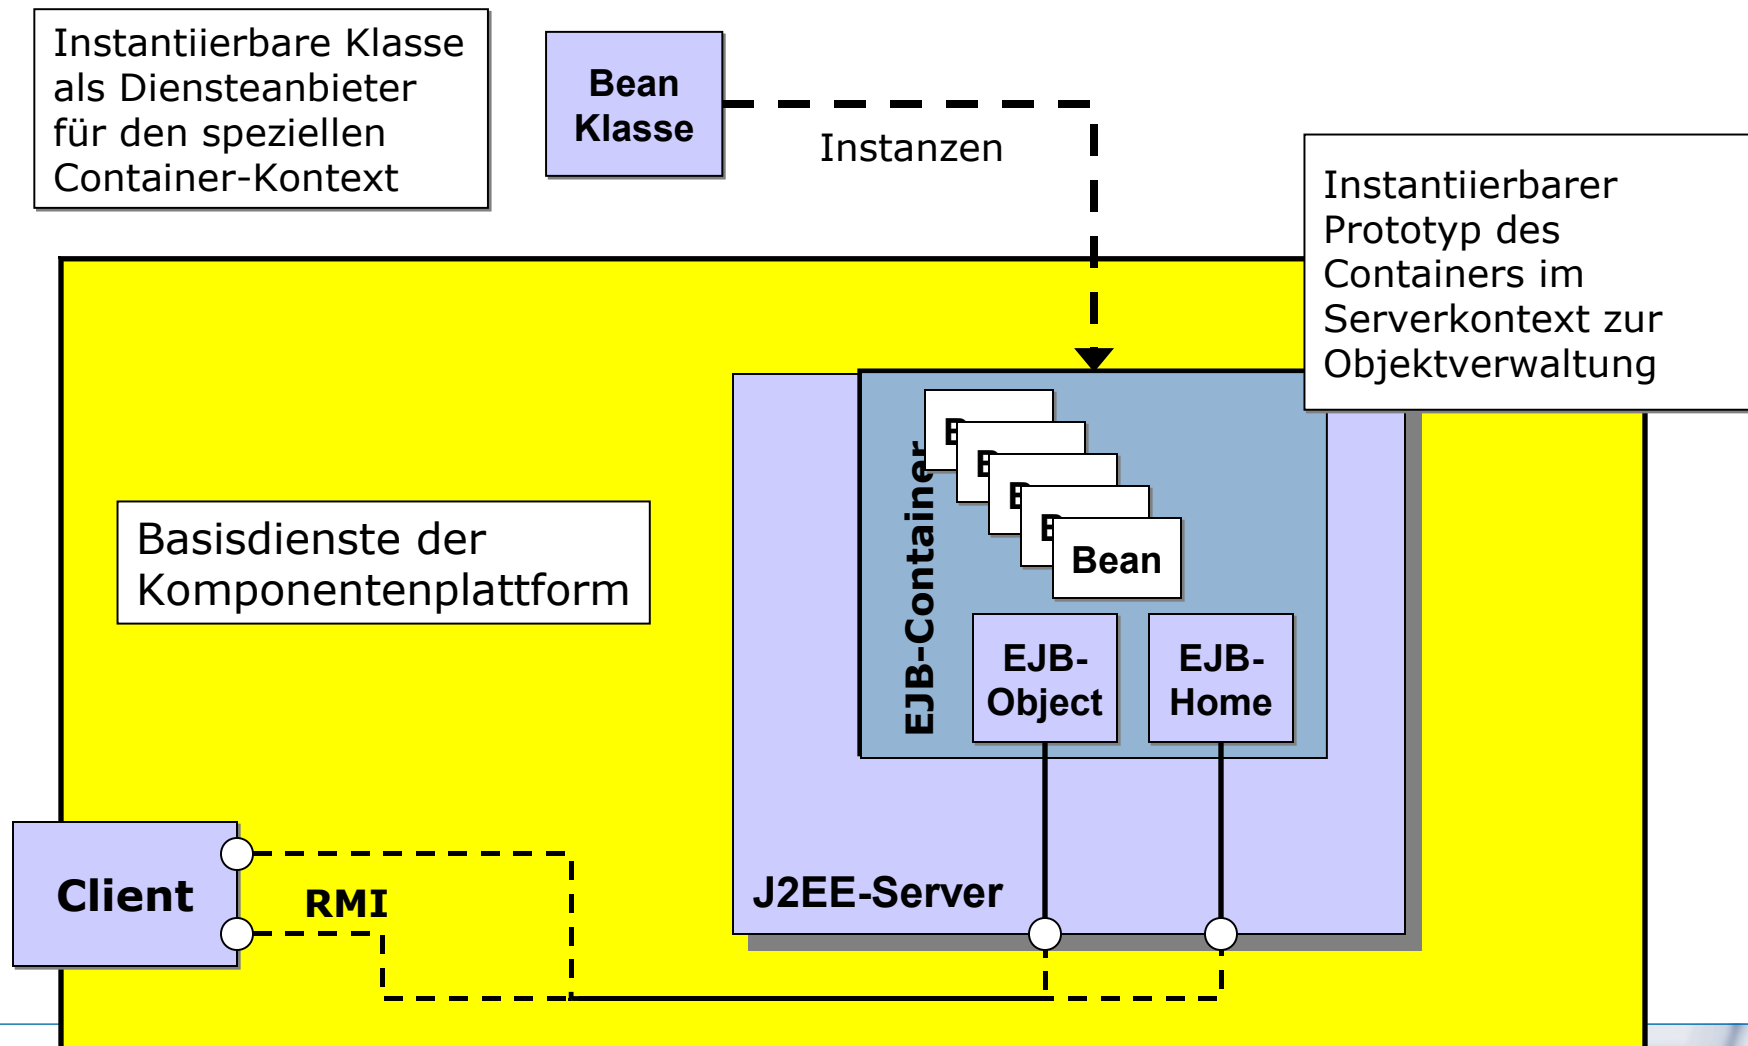 Instantiierbare Klasse
als Diensteanbieter
für den speziellen
Container-Kontext
Bean
Klasse
Instanzen
Instantiierbarer
Prototyp des
Containers im
Serverkontext zur
Objektverwaltung
Basisdienste der
Komponentenplattform
EJB-Container
B
B
B
B
Bean
EJB-
Object
EJB-
Home
J2EE-Server
Client
RMI